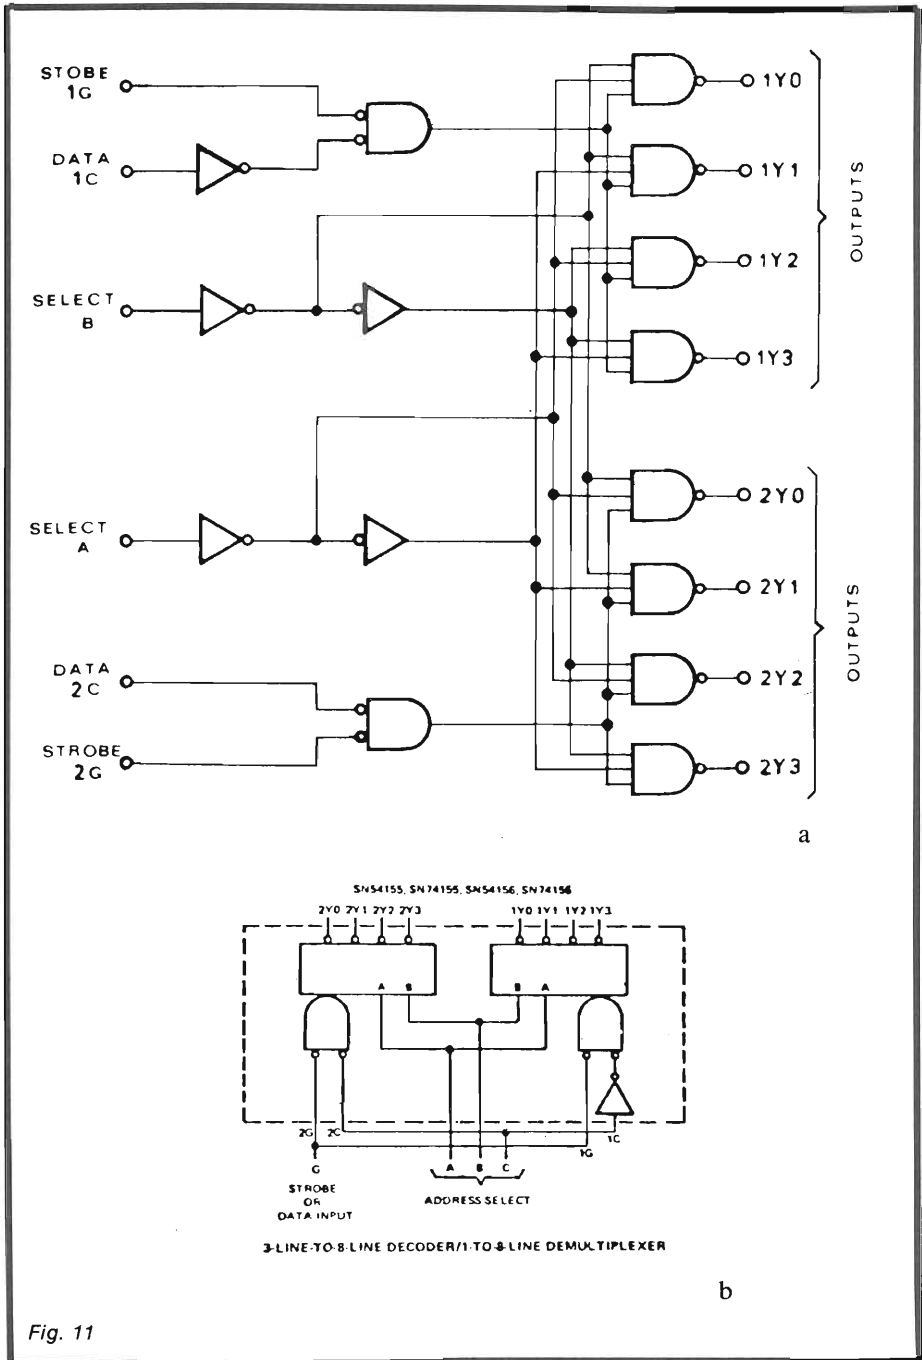 STOBE
1G
DATA
1C
SELECT
B
SELECT
A
DATA
2C
STROBE
2G
1Y0
1Y1
1Y2
1Y3
OUTPUTS
2Y0
2Y1
2Y2
2Y3
OUTPUTS
a
SN54155, SN74155, SN54156, SN74156
2Y0 2Y1 2Y2 2Y3
1Y0 1Y1 1Y2 1Y3
A B
B A
2G 2C
1G
1C
G
STROBE
OR
DATA INPUT
A B C
ADDRESS SELECT
3-LINE-TO-8-LINE DECODER/1-TO-8-LINE DEMULTIPLEXER
b
Fig. 11